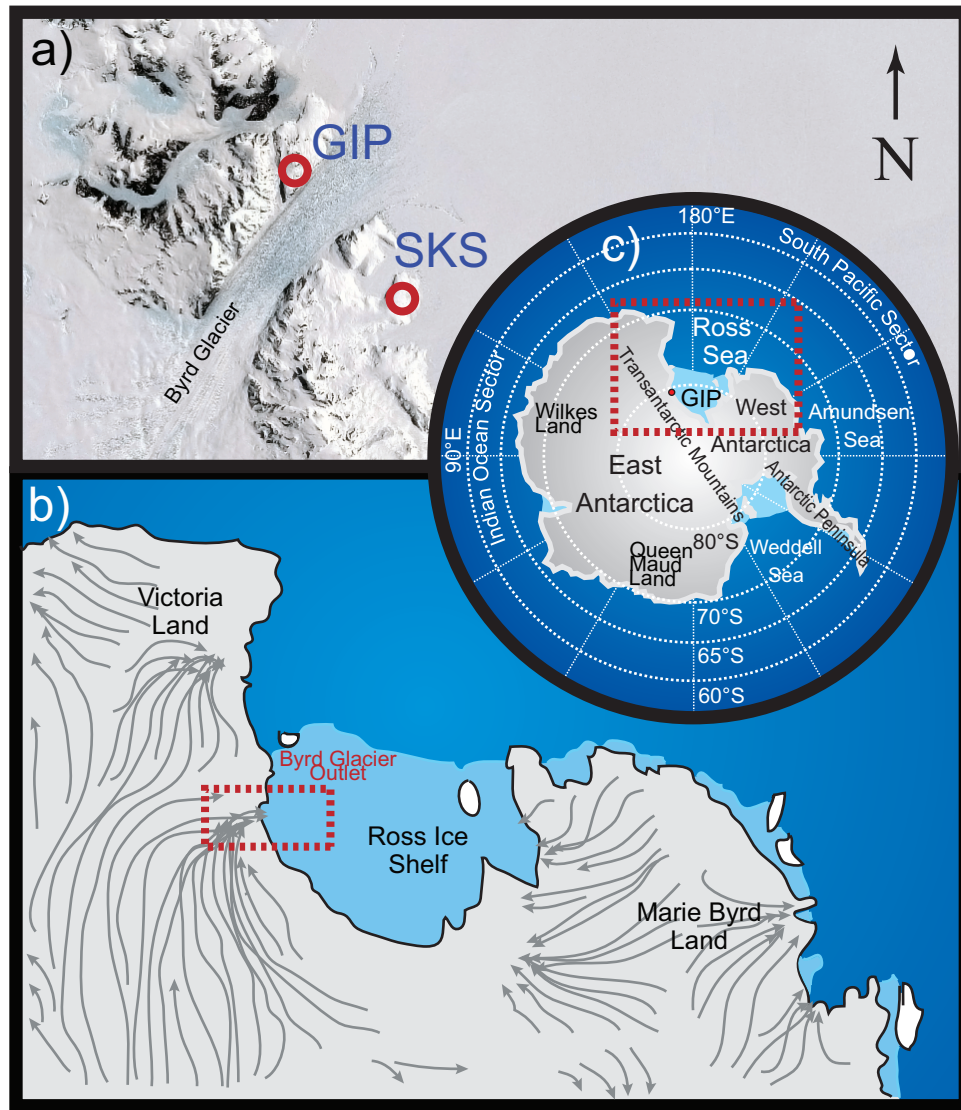 a)
GIP
SKS
Byrd Glacier
N
c)
180°E
South Pacific Sector
Ross
Sea
GIP
West
Antarctica
Amundsen
Sea
Transantarctic Mountains
Wilkes
Land
90°E
Indian Ocean Sector
East
Antarctica
Antarctic Peninsula
80°S
Weddell
Sea
Queen
Maud
Land
70°S
65°S
60°S
b)
Victoria
Land
Byrd Glacier
Outlet
Ross Ice
Shelf
Marie Byrd
Land